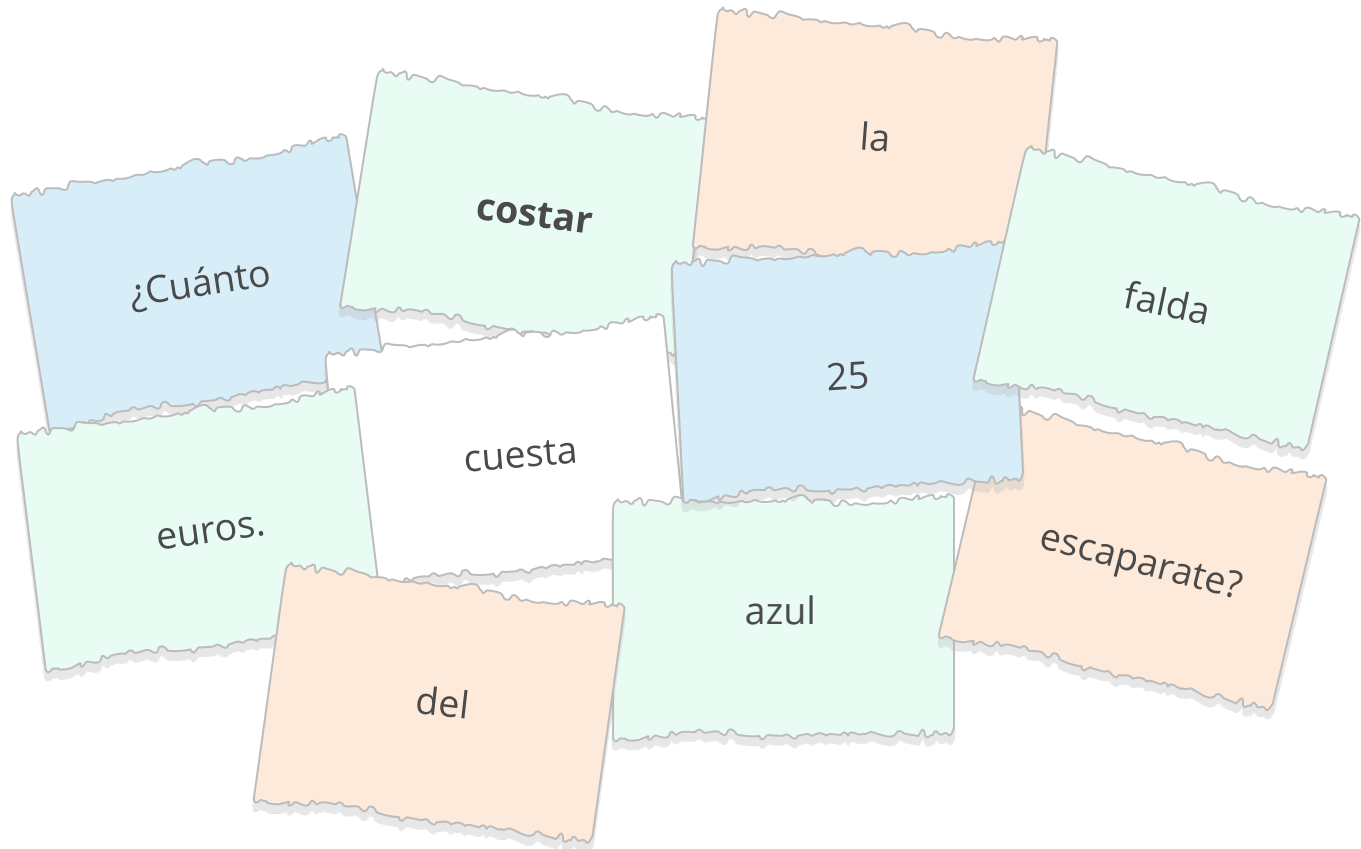 ¿Cuánto
costar
la
falda
25
cuesta
euros.
escaparate?
azul
del